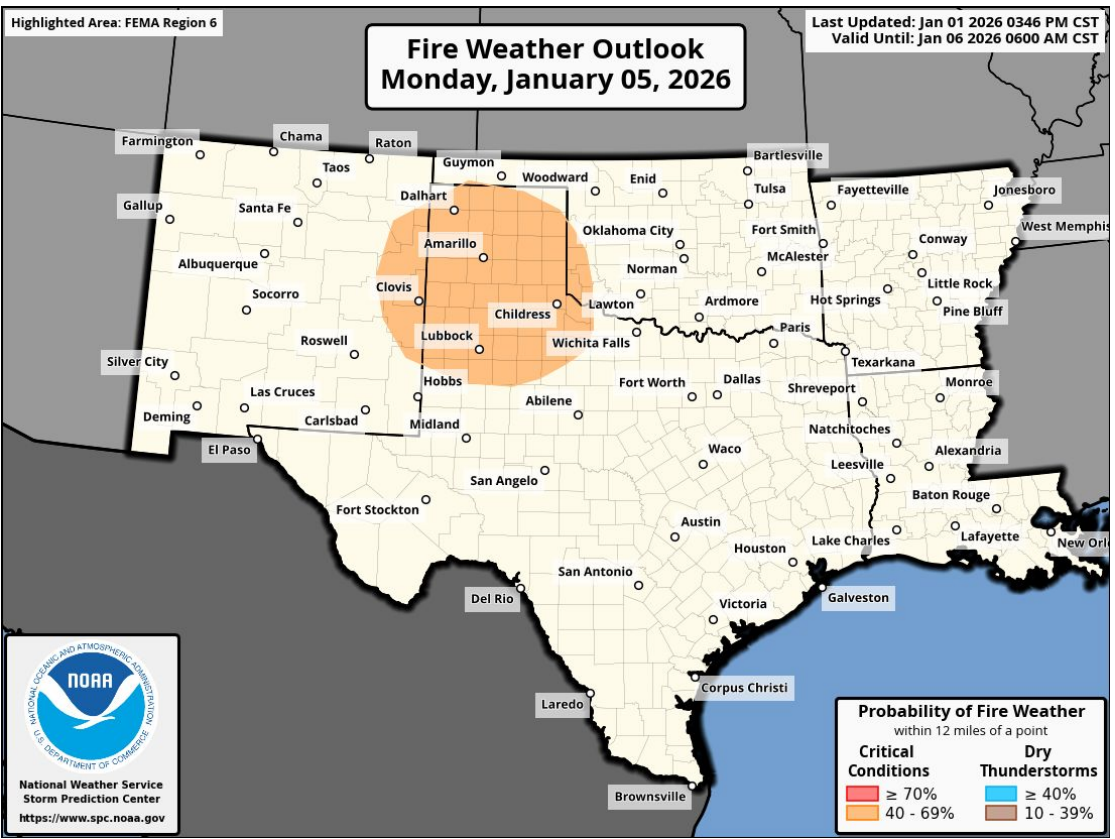 Highlighted Area: FEMA Region 6
Fire Weather Outlook
Monday, January 05, 2026
Last Updated: Jan 01 2026 0346 PM CST
Valid Until: Jan 06 2026 0600 AM CST
Farmington
Chama
Raton
Taos
Guymon
Woodward
Enid
Bartlesville
Tulsa
Fayetteville
Jonesboro
Gallup
Santa Fe
Dalhart
Oklahoma City
Fort Smith
West Memphis
Albuquerque
Amarillo
Norman
McAlester
Conway
Little Rock
Socorro
Clovis
Childress
Lawton
Ardmore
Hot Springs
Pine Bluff
Roswell
Lubbock
Wichita Falls
Paris
Texarkana
Silver City
Las Cruces
Hobbs
Fort Worth
Dallas
Shreveport
Monroe
Deming
Carlsbad
Midland
Abilene
Natchitoches
El Paso
San Angelo
Waco
Leesville
Alexandria
Fort Stockton
Austin
Baton Rouge
Houston
Lake Charles
Lafayette
New Orl
Del Rio
San Antonio
Victoria
Galveston
Laredo
Corpus Christi
Brownsville
NATIONAL OCEANIC AND ATMOSPHERIC ADMINISTRATION
NOAA
U.S. DEPARTMENT OF COMMERCE
National Weather Service
Storm Prediction Center
https://www.spc.noaa.gov
Probability of Fire Weather
within 12 miles of a point
Critical
Conditions
≥ 70%
40 - 69%
Dry
Thunderstorms
≥ 40%
10 - 39%